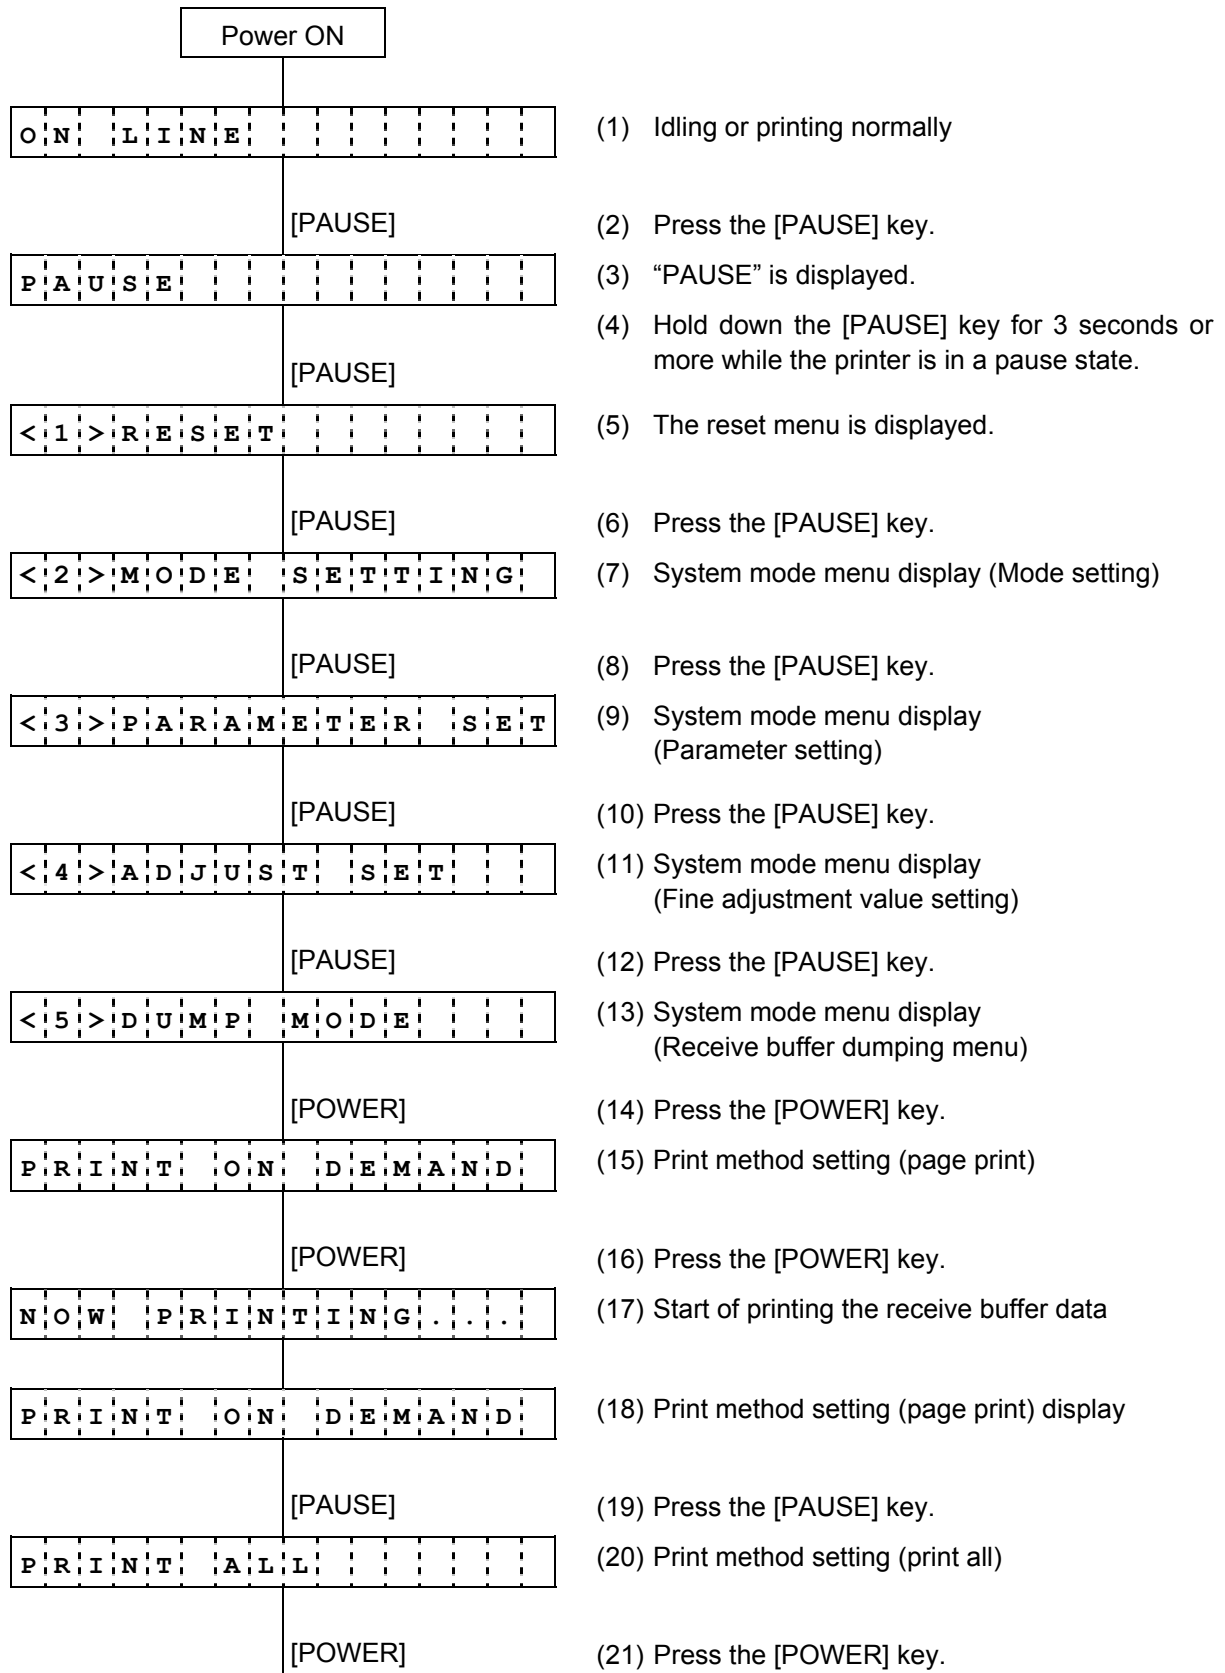 Power ON
ON LINE
(1) Idling or printing normally
[PAUSE]
(2) Press the [PAUSE] key.
PAUSE
(3) “PAUSE” is displayed.
(4) Hold down the [PAUSE] key for 3 seconds or
more while the printer is in a pause state.
[PAUSE]
<1>RESET
(5) The reset menu is displayed.
[PAUSE]
(6) Press the [PAUSE] key.
<2>MODE SETTING
(7) System mode menu display (Mode setting)
[PAUSE]
(8) Press the [PAUSE] key.
<3>PARAMETER SET
(9) System mode menu display
(Parameter setting)
[PAUSE]
(10) Press the [PAUSE] key.
<4>ADJUST SET
(11) System mode menu display
(Fine adjustment value setting)
[PAUSE]
(12) Press the [PAUSE] key.
<5>DUMP MODE
(13) System mode menu display
(Receive buffer dumping menu)
[POWER]
(14) Press the [POWER] key.
PRINT ON DEMAND
(15) Print method setting (page print)
[POWER]
(16) Press the [POWER] key.
NOW PRINTING...
(17) Start of printing the receive buffer data
PRINT ON DEMAND
(18) Print method setting (page print) display
[PAUSE]
(19) Press the [PAUSE] key.
PRINT ALL
(20) Print method setting (print all)
[POWER]
(21) Press the [POWER] key.